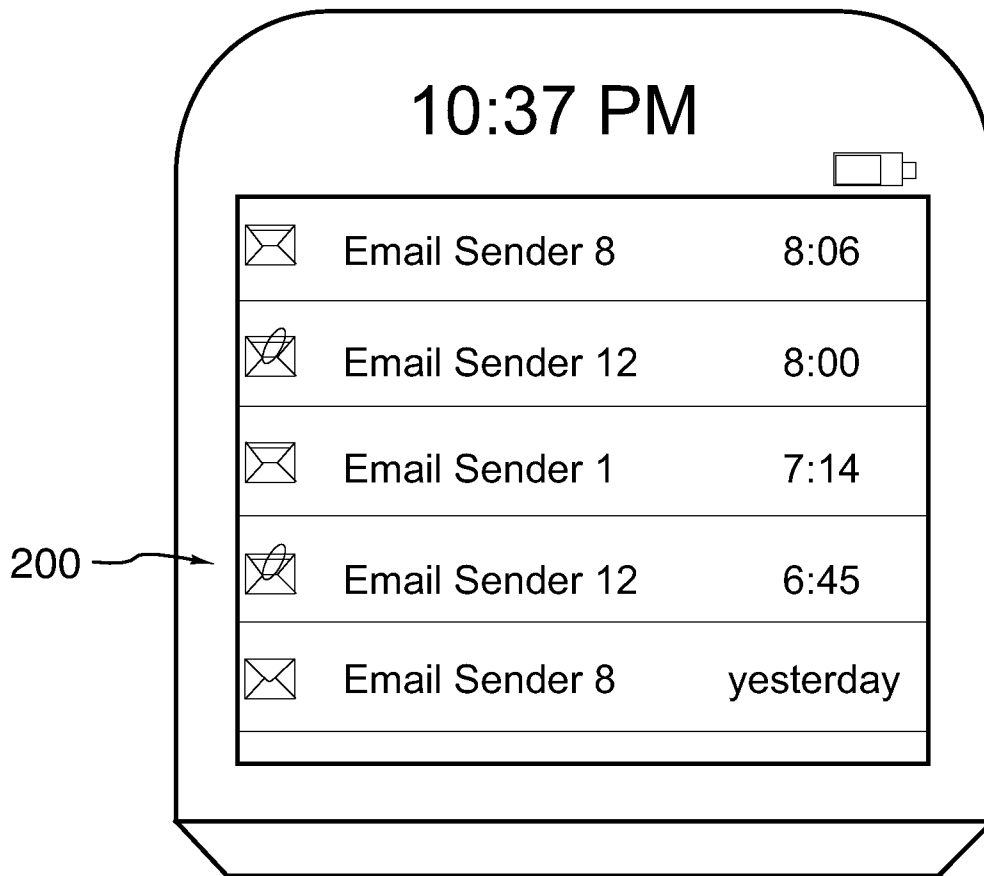 10:37 PM
Email Sender 8 8:06
Email Sender 12 8:00
Email Sender 1 7:14
200
Email Sender 12 6:45
Email Sender 8 yesterday